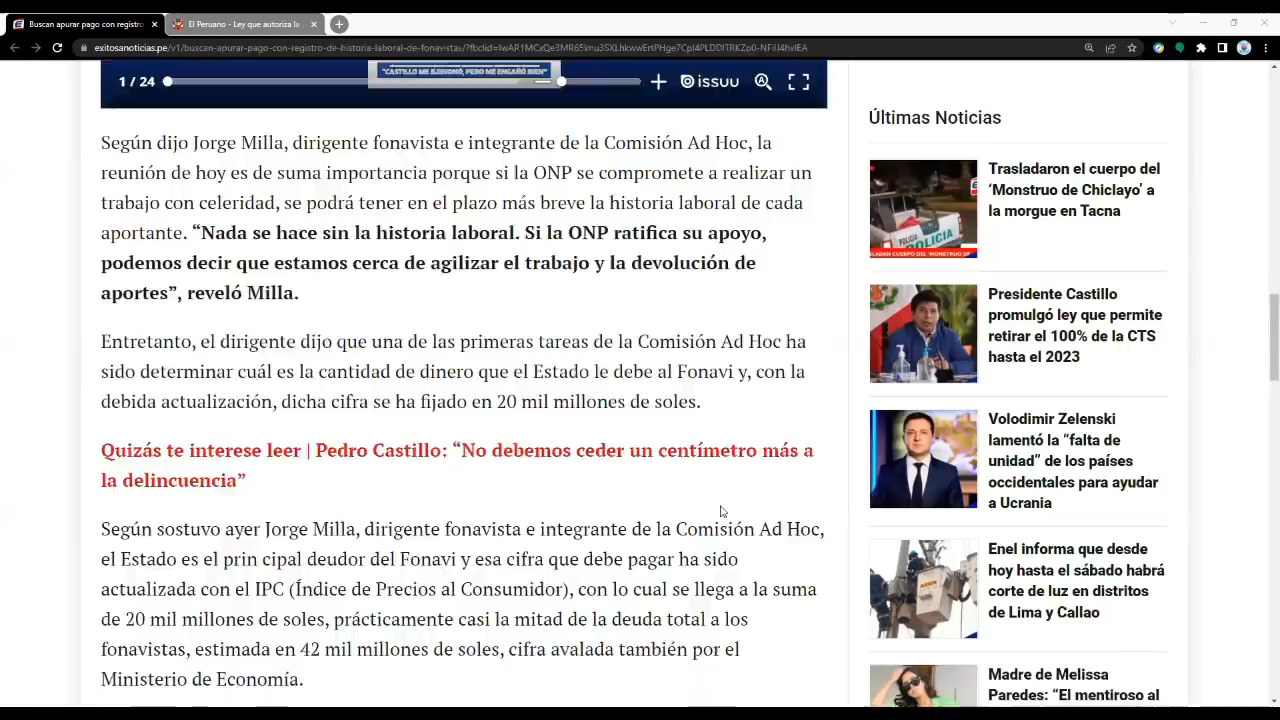 Buscan apurar pago con registro
El Peruano - Ley que autoriza la
exitosanoticias.pe/v1/buscan-apurar-pago-con-registro-de-historia-laboral-de-fonavistas/
"CASTILLO ME ILUSIONÓ, PERO ME ENGAÑÓ BIEN"
1 / 24
issuu
Según dijo Jorge Milla, dirigente fonavista e integrante de la Comisión Ad Hoc, la
reunión de hoy es de suma importancia porque si la ONP se compromete a realizar un
trabajo con celeridad, se podrá tener en el plazo más breve la historia laboral de cada
aportante. “Nada se hace sin la historia laboral. Si la ONP ratifica su apoyo,
podemos decir que estamos cerca de agilizar el trabajo y la devolución de
aportes”, reveló Milla.
Entretanto, el dirigente dijo que una de las primeras tareas de la Comisión Ad Hoc ha
sido determinar cuál es la cantidad de dinero que el Estado le debe al Fonavi y, con la
debida actualización, dicha cifra se ha fijado en 20 mil millones de soles.
Quizás te interese leer | Pedro Castillo: “No debemos ceder un centímetro más a
la delincuencia”
Según sostuvo ayer Jorge Milla, dirigente fonavista e integrante de la Comisión Ad Hoc,
el Estado es el prin cipal deudor del Fonavi y esa cifra que debe pagar ha sido
actualizada con el IPC (Índice de Precios al Consumidor), con lo cual se llega a la suma
de 20 mil millones de soles, prácticamente casi la mitad de la deuda total a los
fonavistas, estimada en 42 mil millones de soles, cifra avalada también por el
Ministerio de Economía.
Últimas Noticias
POLICIA
Trasladaron el cuerpo del
‘Monstruo de Chiclayo’ a
la morgue en Tacna
Presidente Castillo
promulgó ley que permite
retirar el 100% de la CTS
hasta el 2023
Volodimir Zelenski
lamentó la “falta de
unidad” de los países
occidentales para ayudar
a Ucrania
Enel informa que desde
hoy hasta el sábado habrá
corte de luz en distritos
de Lima y Callao
Madre de Melissa
Paredes: “El mentiroso al